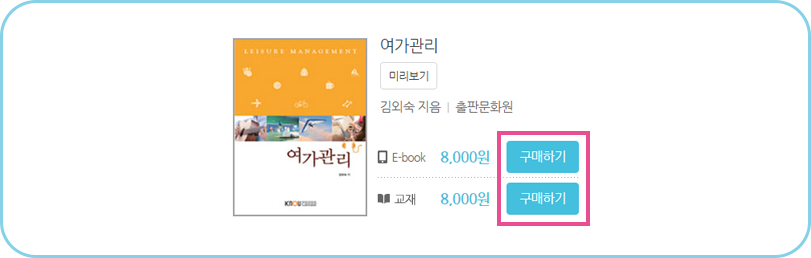 LEISURE MANAGEMENT
여가관리
KNOU
여가관리
미리보기
김외숙 지음 | 출판문화원
E-book 8,000원 구매하기
교재 8,000원 구매하기